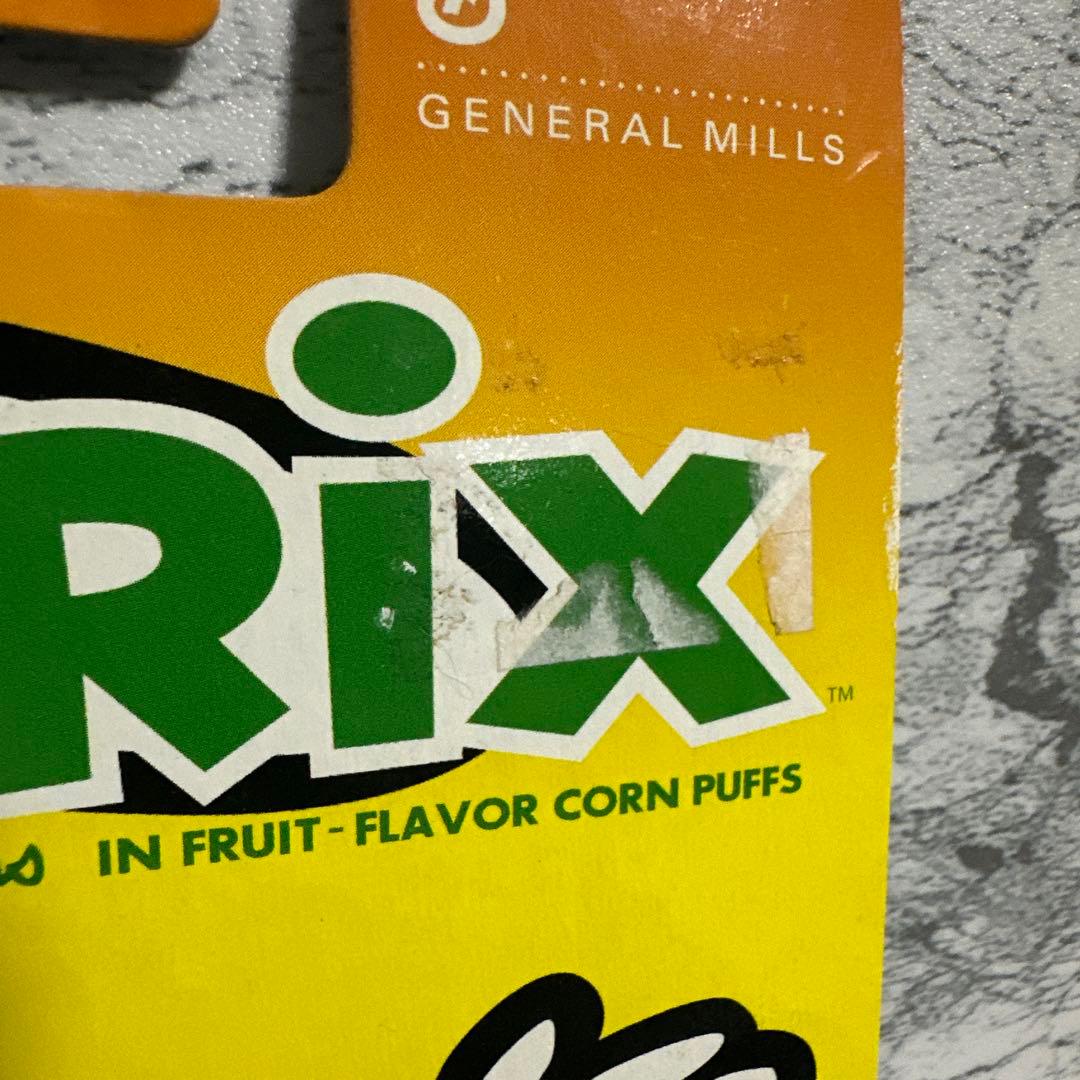 GENERAL MILLS
RiX
TM
IN FRUIT-FLAVOR CORN PUFFS